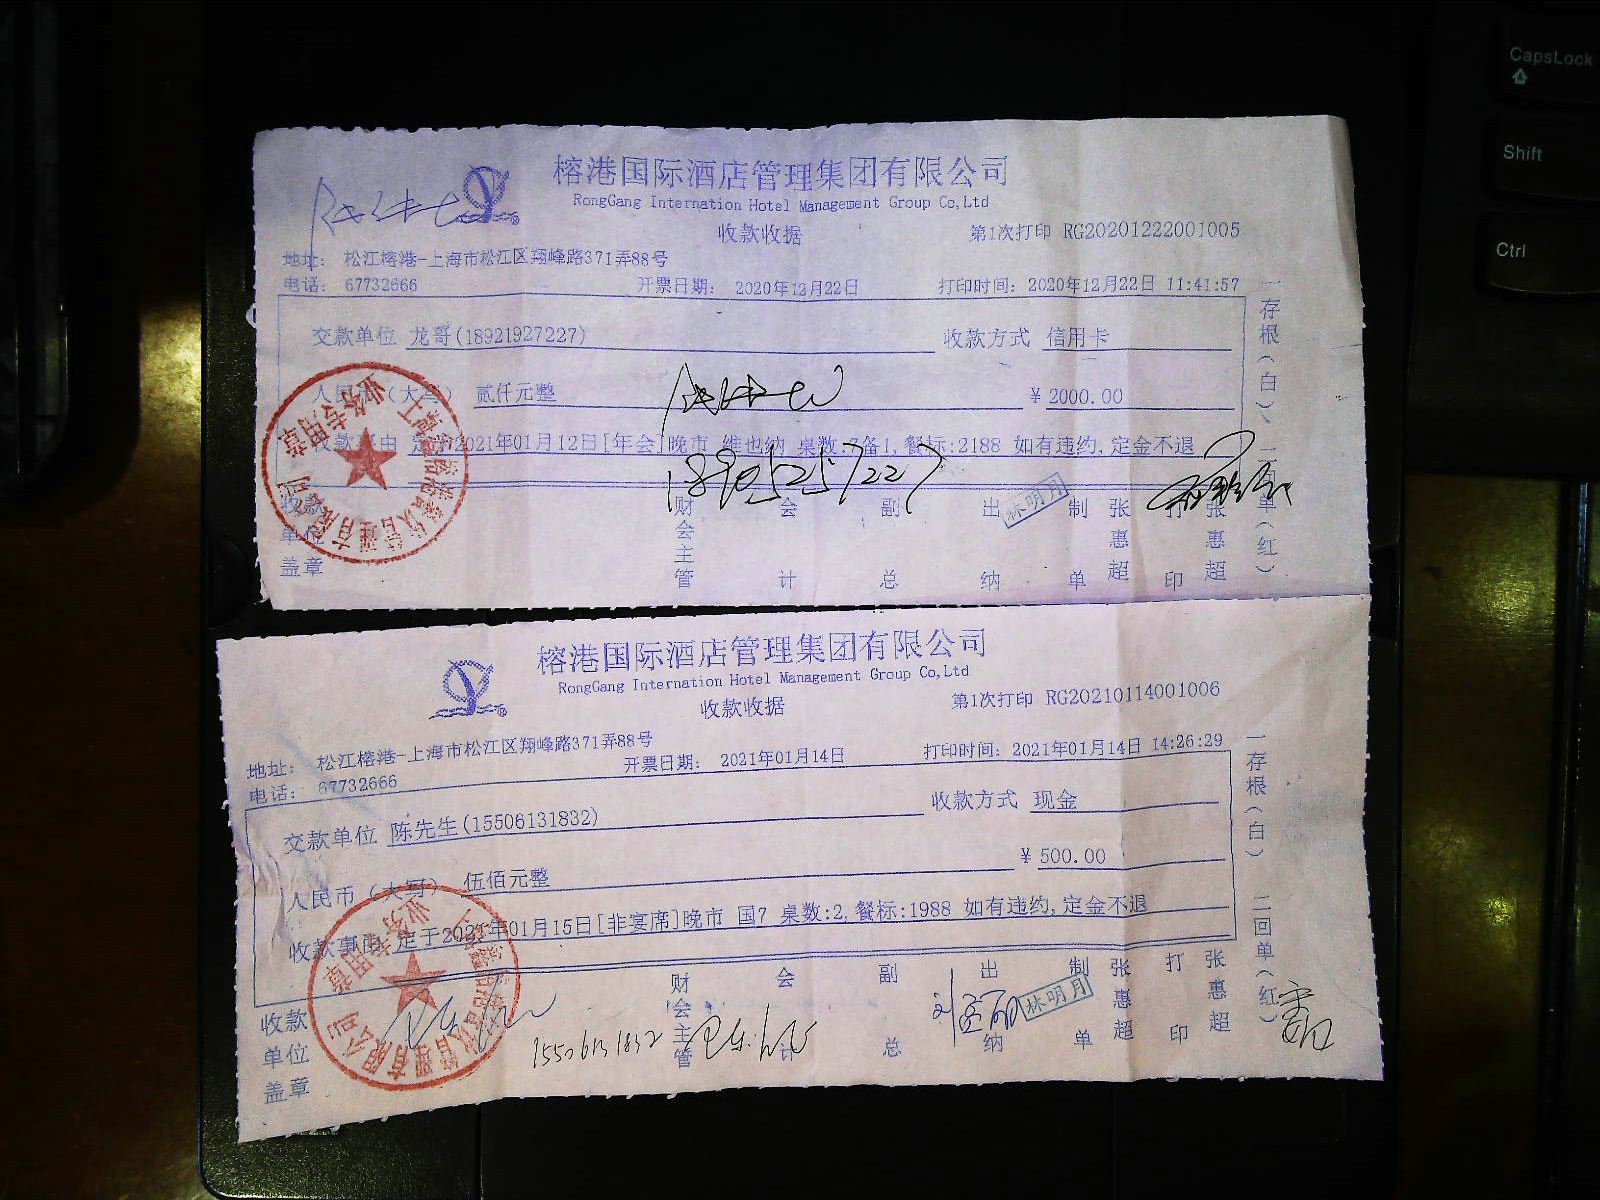 榕港国际酒店管理集团有限公司
RongGang Internation Hotel Management Group Co,Ltd
收款收据
第1次打印 RG20201222001005
地址： 松江榕港-上海市松江区翔峰路371弄88号
电话： 67732666
开票日期： 2020年12月22日
打印时间：2020年12月22日 11:41:57
交款单位 龙哥(18921927227)
收款方式 信用卡
人民币（大写） 贰仟元整
¥ 2000.00
收款事由 定于2021年01月12日[年会]晚市 维也纳 桌数:7备1,餐标:2188 如有违约,定金不退
18905257227
收款单位盖章
财会主管 会计 副总 出纳 林明月 制单 张惠超 打印 张惠超
一存根（白） 二回单（红）
榕港国际酒店管理集团有限公司
RongGang Internation Hotel Management Group Co,Ltd
收款收据
第1次打印 RG20210114001006
地址： 松江榕港-上海市松江区翔峰路371弄88号
电话： 67732666
开票日期： 2021年01月14日
打印时间：2021年01月14日 14:26:29
交款单位 陈先生(15506131832)
收款方式 现金
人民币（大写） 伍佰元整
¥ 500.00
收款事由 定于2021年01月15日[非宴席]晚市 国7 桌数:2,餐标:1988 如有违约,定金不退
收款单位盖章
15506131832
财会主管 会计 副总 出纳 林明月 制单 张惠超 打印 张惠超
一存根（白） 二回单（红）
CapsLock
Shift
Ctrl